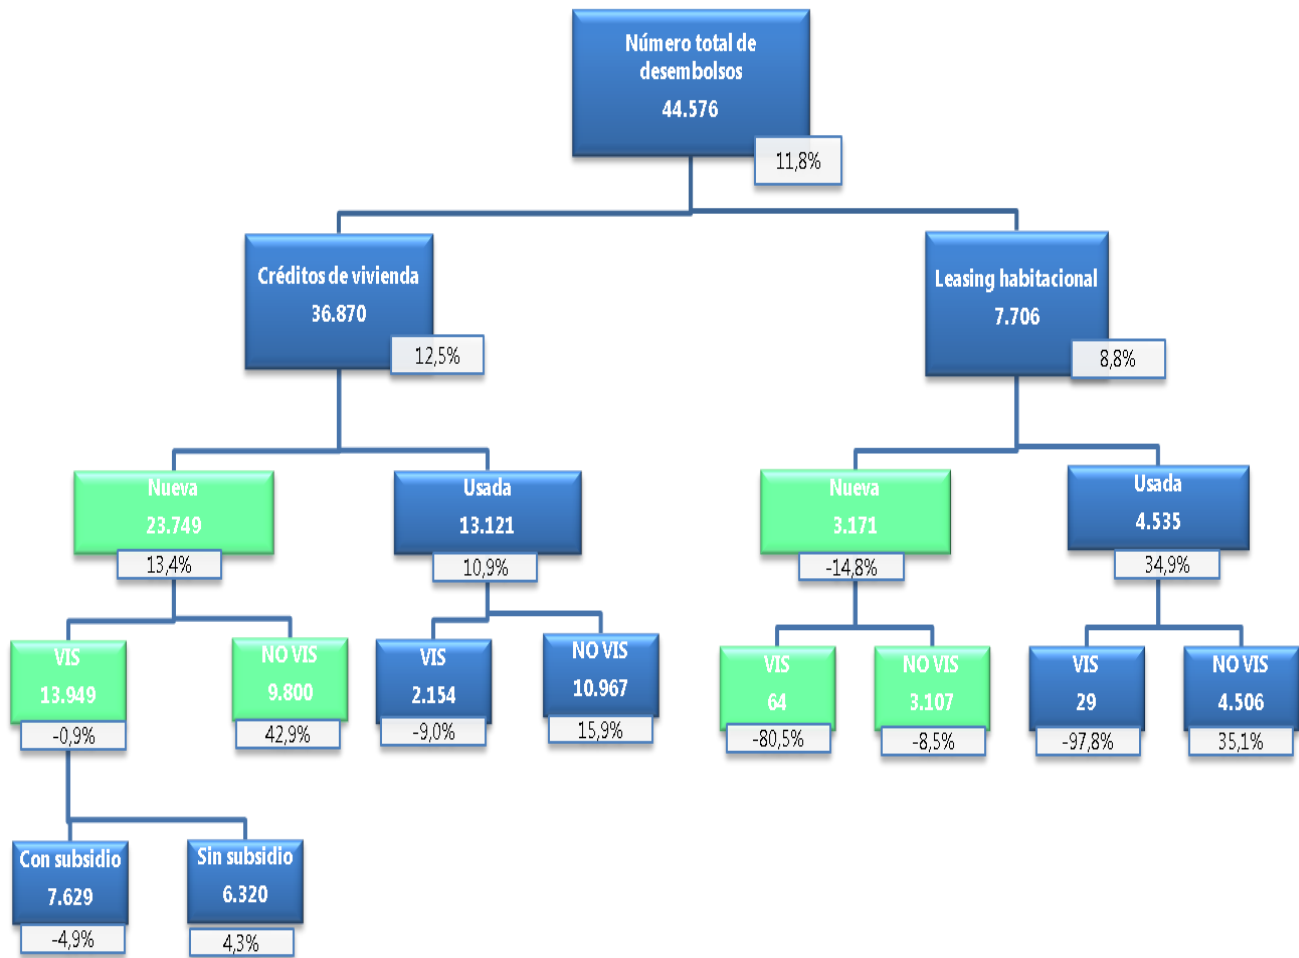 Número total de
desembolsos
44.576
11,8%
Créditos de vivienda
36.870
12,5%
Leasing habitacional
7.706
8,8%
Nueva
23.749
13,4%
Usada
13.121
10,9%
Nueva
3.171
-14,8%
Usada
4.535
34,9%
VIS
13.949
-0,9%
NO VIS
9.800
42,9%
VIS
2.154
-9,0%
NO VIS
10.967
15,9%
VIS
64
-80,5%
NO VIS
3.107
-8,5%
VIS
29
-97,8%
NO VIS
4.506
35,1%
Con subsidio
7.629
-4,9%
Sin subsidio
6.320
4,3%